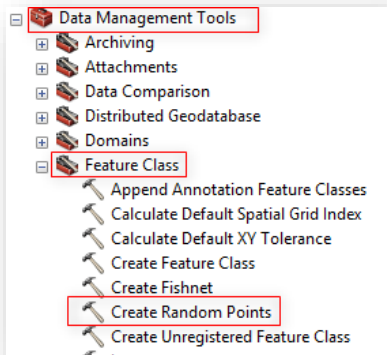 Data Management Tools
Archiving
Attachments
Data Comparison
Distributed Geodatabase
Domains
Feature Class
Append Annotation Feature Classes
Calculate Default Spatial Grid Index
Calculate Default XY Tolerance
Create Feature Class
Create Fishnet
Create Random Points
Create Unregistered Feature Class